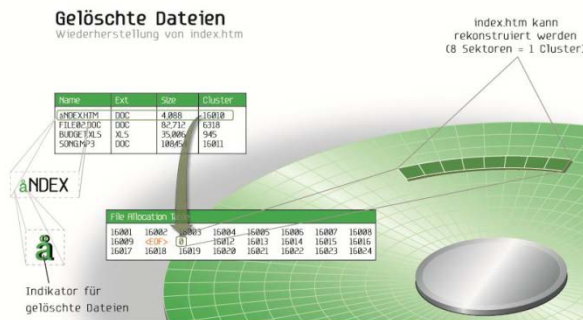 Gelöschte Dateien
Wiederherstellung von index.htm
index.htm kann
rekonstruiert werden
(8 Sektoren = 1 Cluster)
Name Ext Size Cluster
åNDEX.HTM DOC 4,088 16010
FILE02.DOC DOC 82,712 6318
BUDGET.XLS XLS 35,006 945
SONG.MP3 DOC 16011
åNDEX
File Allocation
16001 16002 16003 16004 16005 16006 16007 16008
16009 <EOF> 0 16012 16013 16014 16015 16016
16017 16018 16019 16020 16021 16022 16023 16024
å
Indikator für
gelöschte Dateien